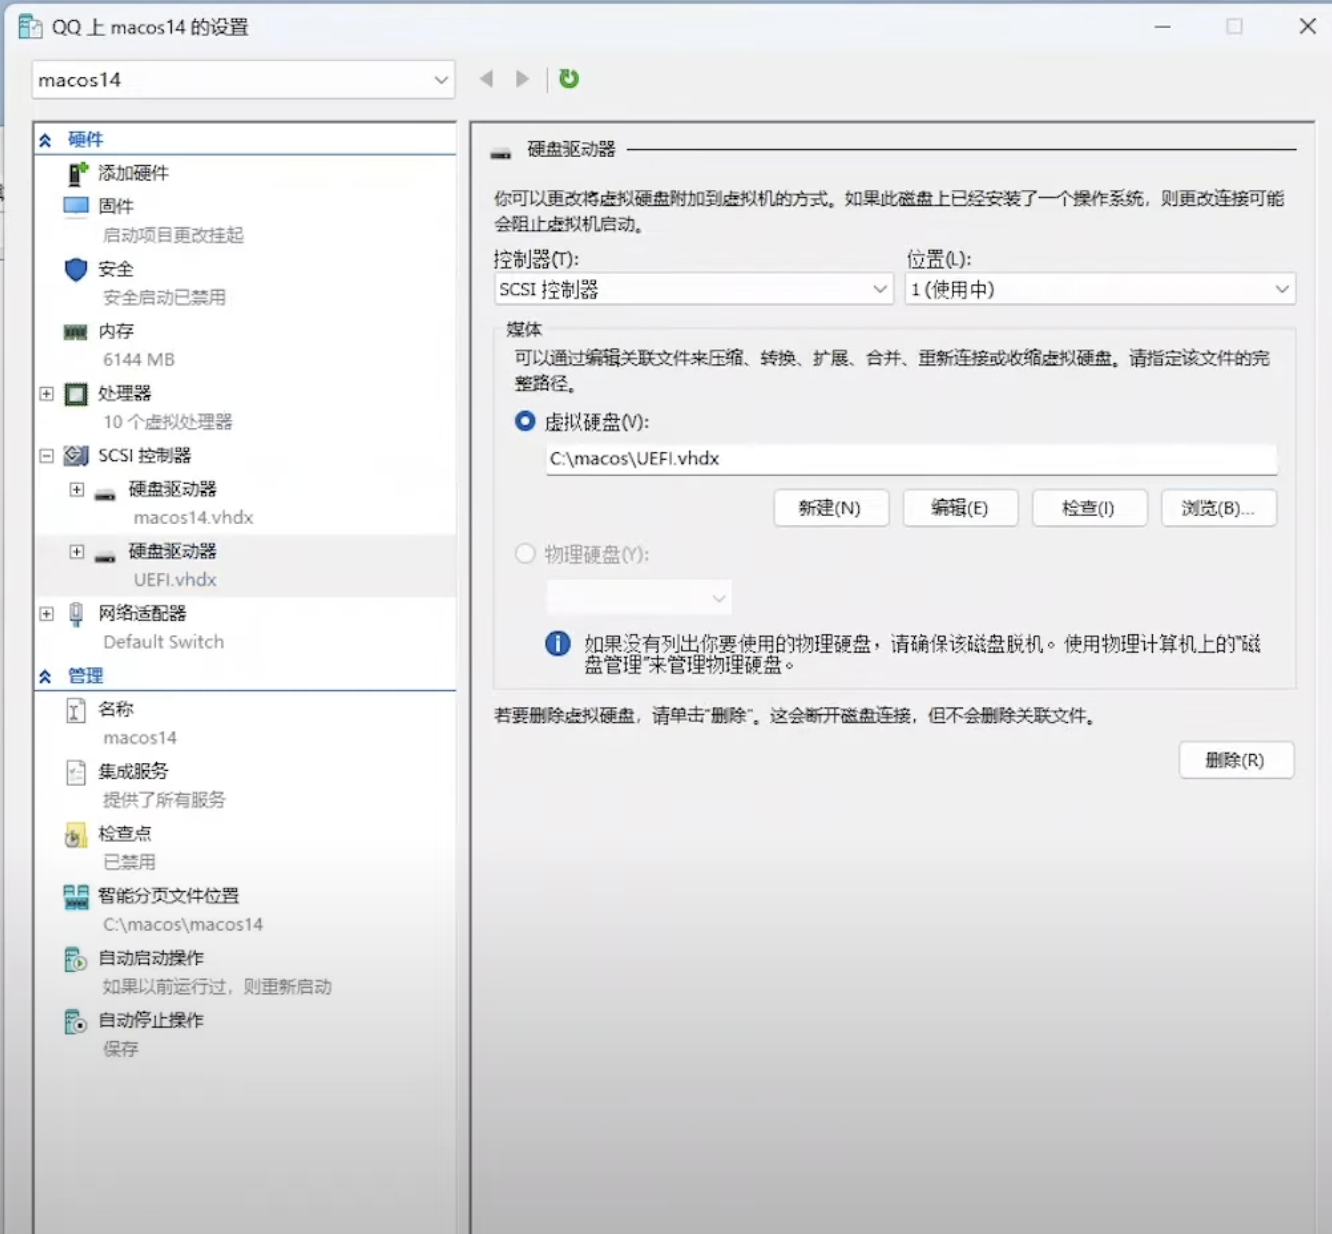 QQ 上 macos14 的设置
macos14
硬件
添加硬件
固件
启动项目更改挂起
安全
安全启动已禁用
内存
6144 MB
处理器
10 个虚拟处理器
SCSI 控制器
硬盘驱动器
macos14.vhdx
硬盘驱动器
UEFI.vhdx
网络适配器
Default Switch
管理
名称
macos14
集成服务
提供了所有服务
检查点
已禁用
智能分页文件位置
C:\macos\macos14
自动启动操作
如果以前运行过，则重新启动
自动停止操作
保存
硬盘驱动器
你可以更改将虚拟硬盘附加到虚拟机的方式。如果此磁盘上已经安装了一个操作系统，则更改连接可能
会阻止虚拟机启动。
控制器(T):
位置(L):
SCSI 控制器
1 (使用中)
媒体
可以通过编辑关联文件来压缩、转换、扩展、合并、重新连接或收缩虚拟硬盘。请指定该文件的完
整路径。
虚拟硬盘(V):
C:\macos\UEFI.vhdx
新建(N)
编辑(E)
检查(I)
浏览(B)...
物理硬盘(Y):
如果没有列出你要使用的物理硬盘，请确保该磁盘脱机。使用物理计算机上的"磁
盘管理"来管理物理硬盘。
若要删除虚拟硬盘，请单击"删除"。这会断开磁盘连接，但不会删除关联文件。
删除(R)